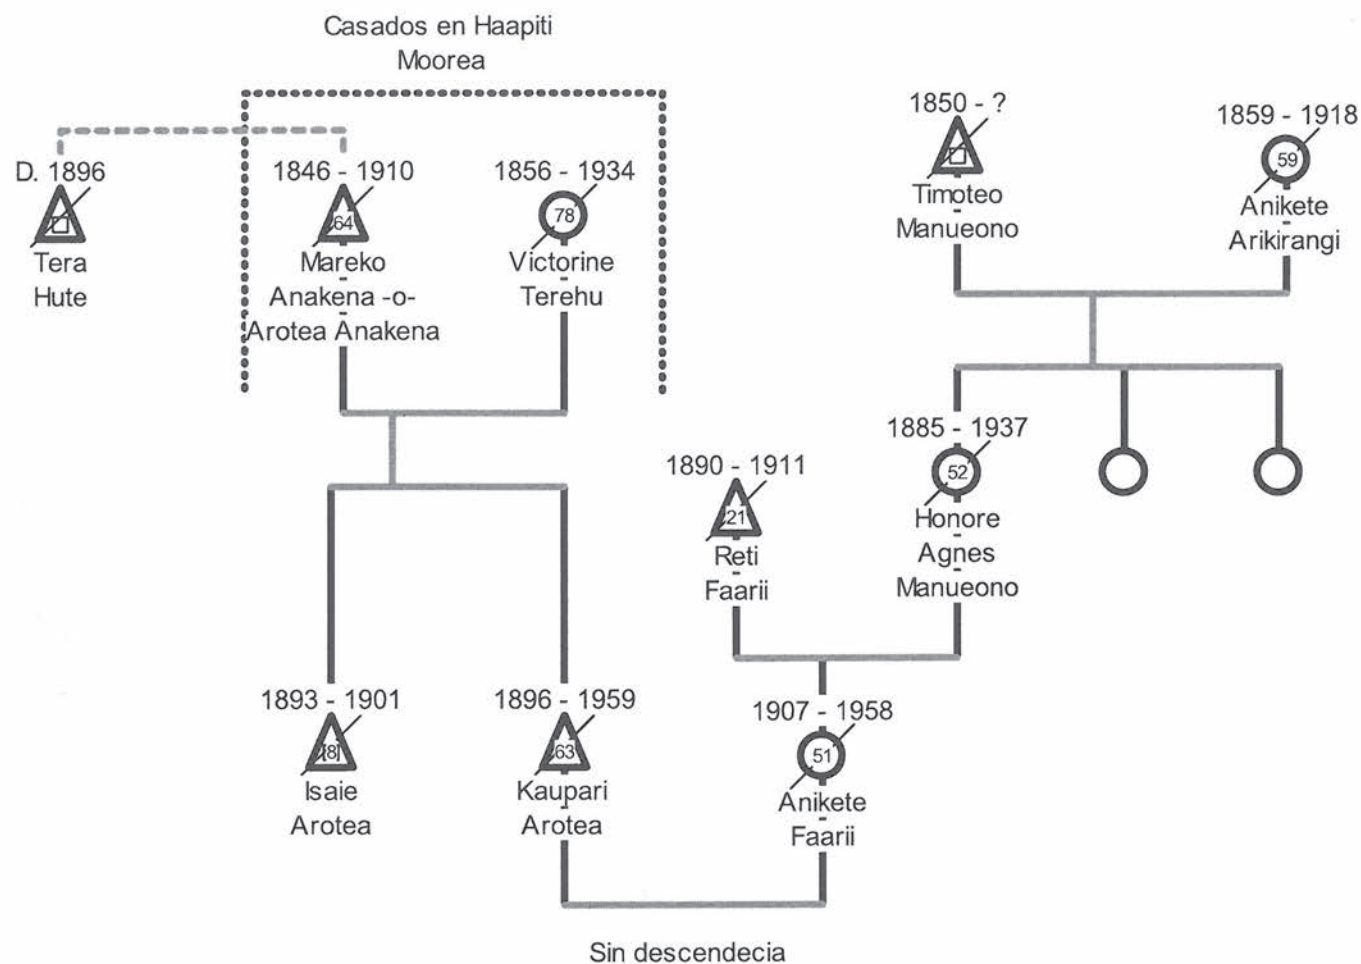 Casados en Haapiti
Moorea
D. 1896
Tera
Hute
1846 - 1910
64
Mareko
Anakena -o-
Arotea Anakena
1856 - 1934
78
Victorine
Terehu
1850 - ?
Timoteo
Manueono
1859 - 1918
59
Anikete
Arikirangi
1885 - 1937
52
Honore
Agnes
Manueono
1890 - 1911
21
Reti
Faarii
1893 - 1901
[8]
Isaie
Arotea
1896 - 1959
63
Kaupari
Arotea
1907 - 1958
51
Anikete
Faarii
Sin descendecia